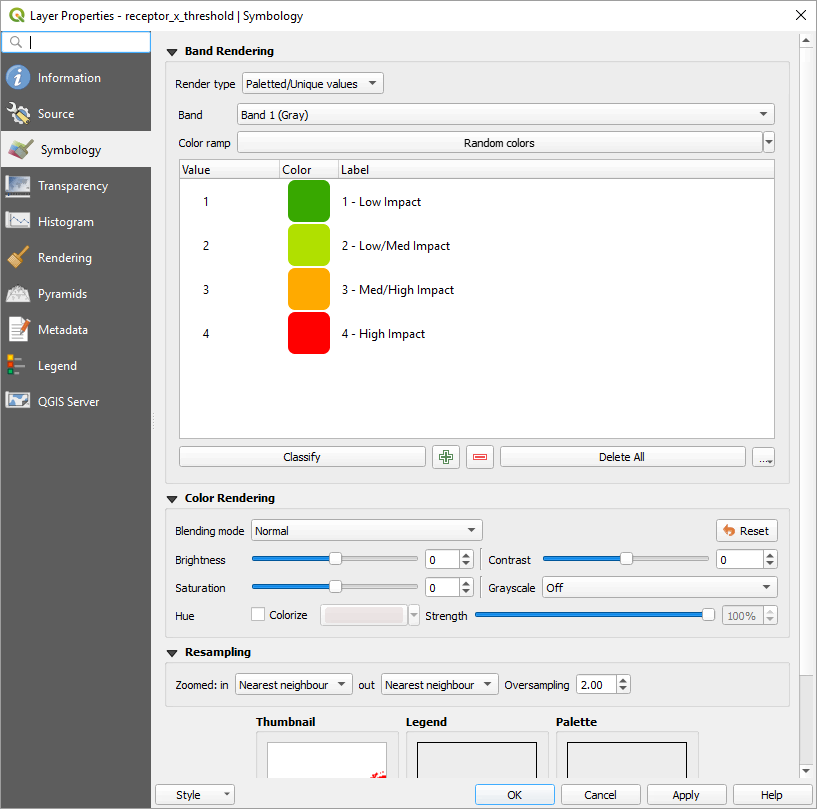 Layer Properties - receptor_x_threshold | Symbology
Information
Source
Symbology
Transparency
Histogram
Rendering
Pyramids
Metadata
Legend
QGIS Server
Band Rendering
Render type Paletted/Unique values
Band Band 1 (Gray)
Color ramp Random colors
Value Color Label
1 1 - Low Impact
2 2 - Low/Med Impact
3 3 - Med/High Impact
4 4 - High Impact
Classify Delete All ...
Color Rendering
Blending mode Normal Reset
Brightness 0 Contrast 0
Saturation 0 Grayscale Off
Hue Colorize Strength 100%
Resampling
Zoomed: in Nearest neighbour out Nearest neighbour Oversampling 2.00
Thumbnail Legend Palette
Style OK Cancel Apply Help